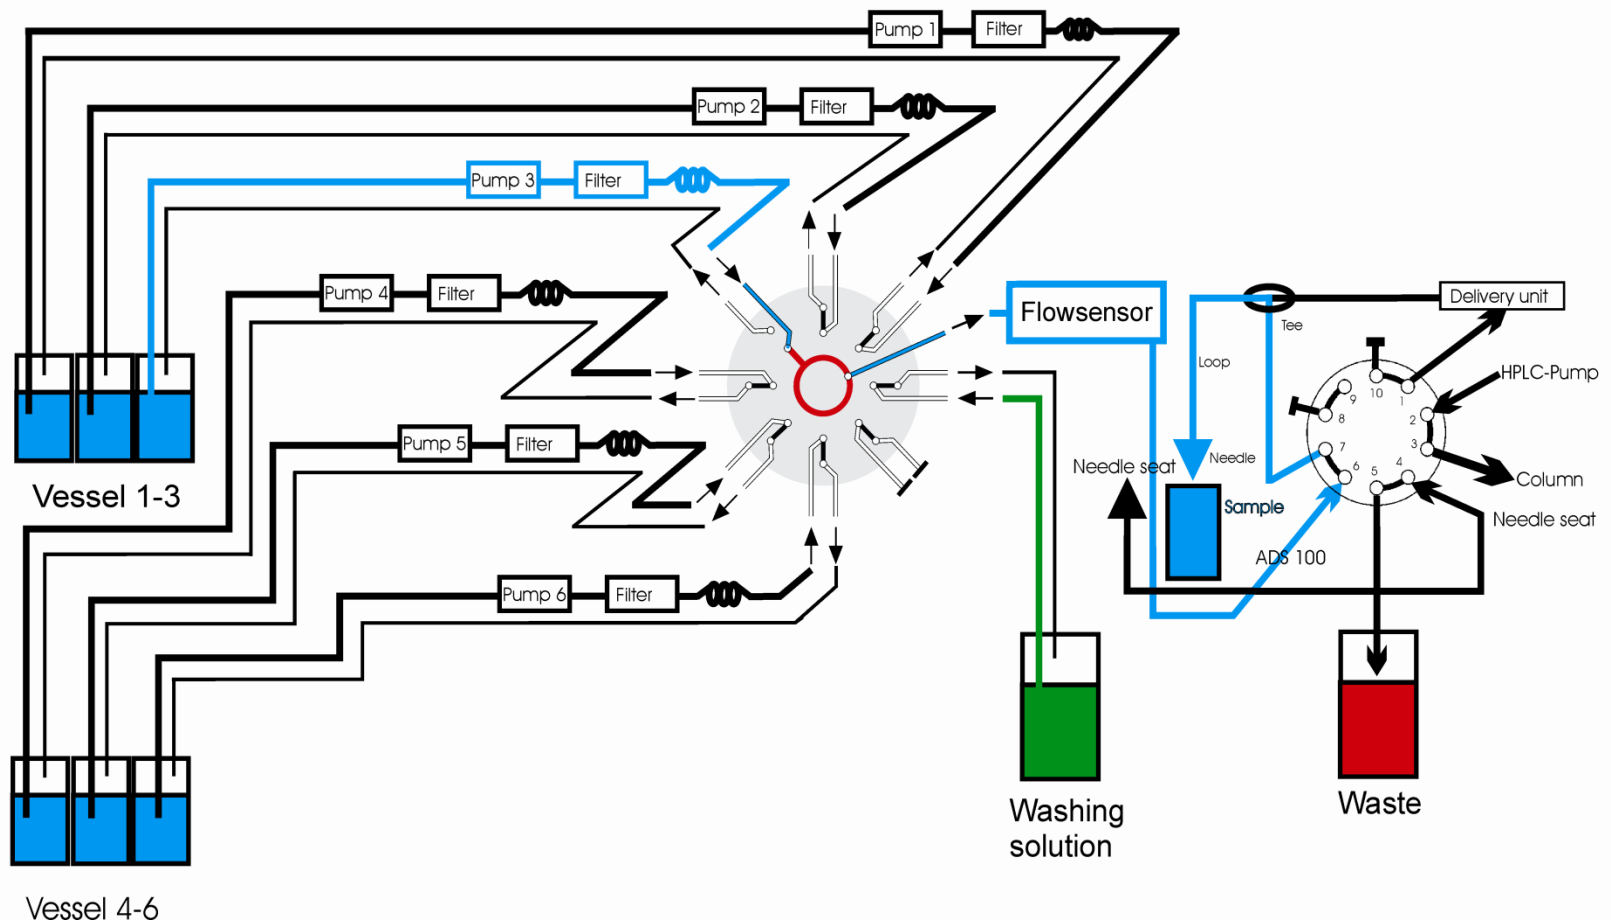 Pump 1
Filter
Pump 2
Filter
Pump 3
Filter
Pump 4
Filter
Flowsensor
Delivery unit
Tee
Loop
HPLC-Pump
10
1
9
2
8
3
7
4
6
5
Needle seat
Needle
Column
Sample
Needle seat
ADS 100
Pump 5
Filter
Vessel 1-3
Pump 6
Filter
Washing
solution
Waste
Vessel 4-6